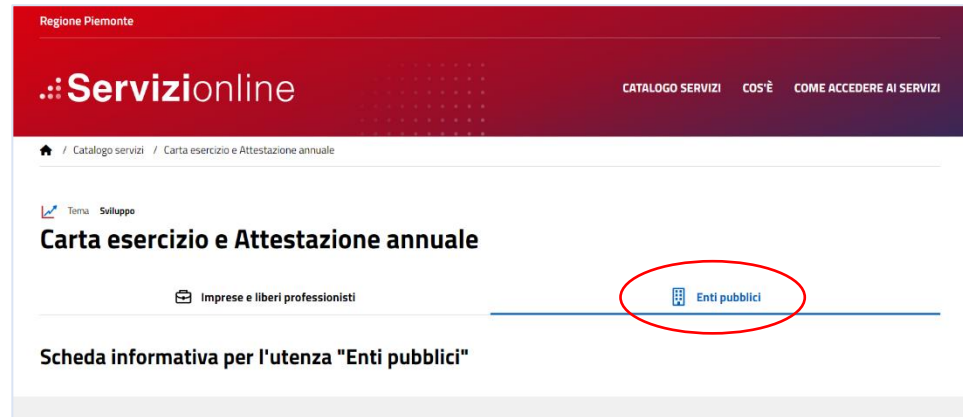 Regione Piemonte
Servizionline
CATALOGO SERVIZI COS'È COME ACCEDERE AI SERVIZI
/ Catalogo servizi / Carta esercizio e Attestazione annuale
Tema Sviluppo
Carta esercizio e Attestazione annuale
Imprese e liberi professionisti Enti pubblici
Scheda informativa per l'utenza "Enti pubblici"